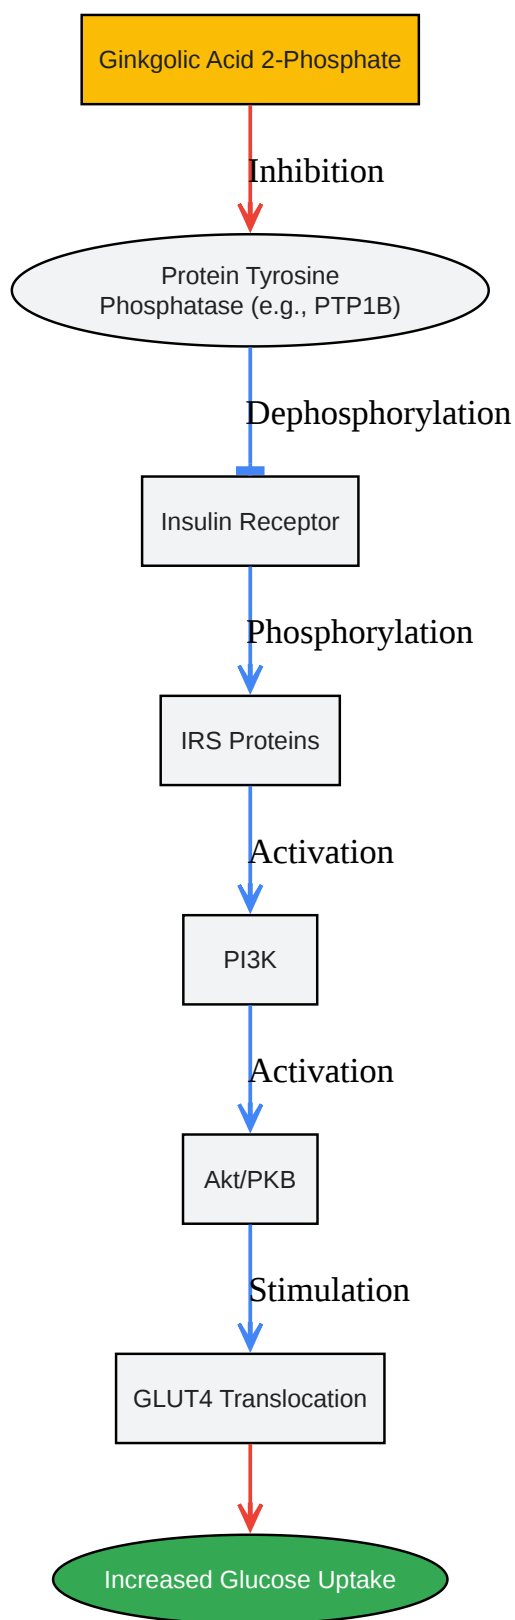 Ginkgolic Acid 2-Phosphate
Inhibition
Protein Tyrosine
Phosphatase (e.g., PTP1B)
Dephosphorylation
Insulin Receptor
Phosphorylation
IRS Proteins
Activation
PI3K
Activation
Akt/PKB
Stimulation
GLUT4 Translocation
Increased Glucose Uptake